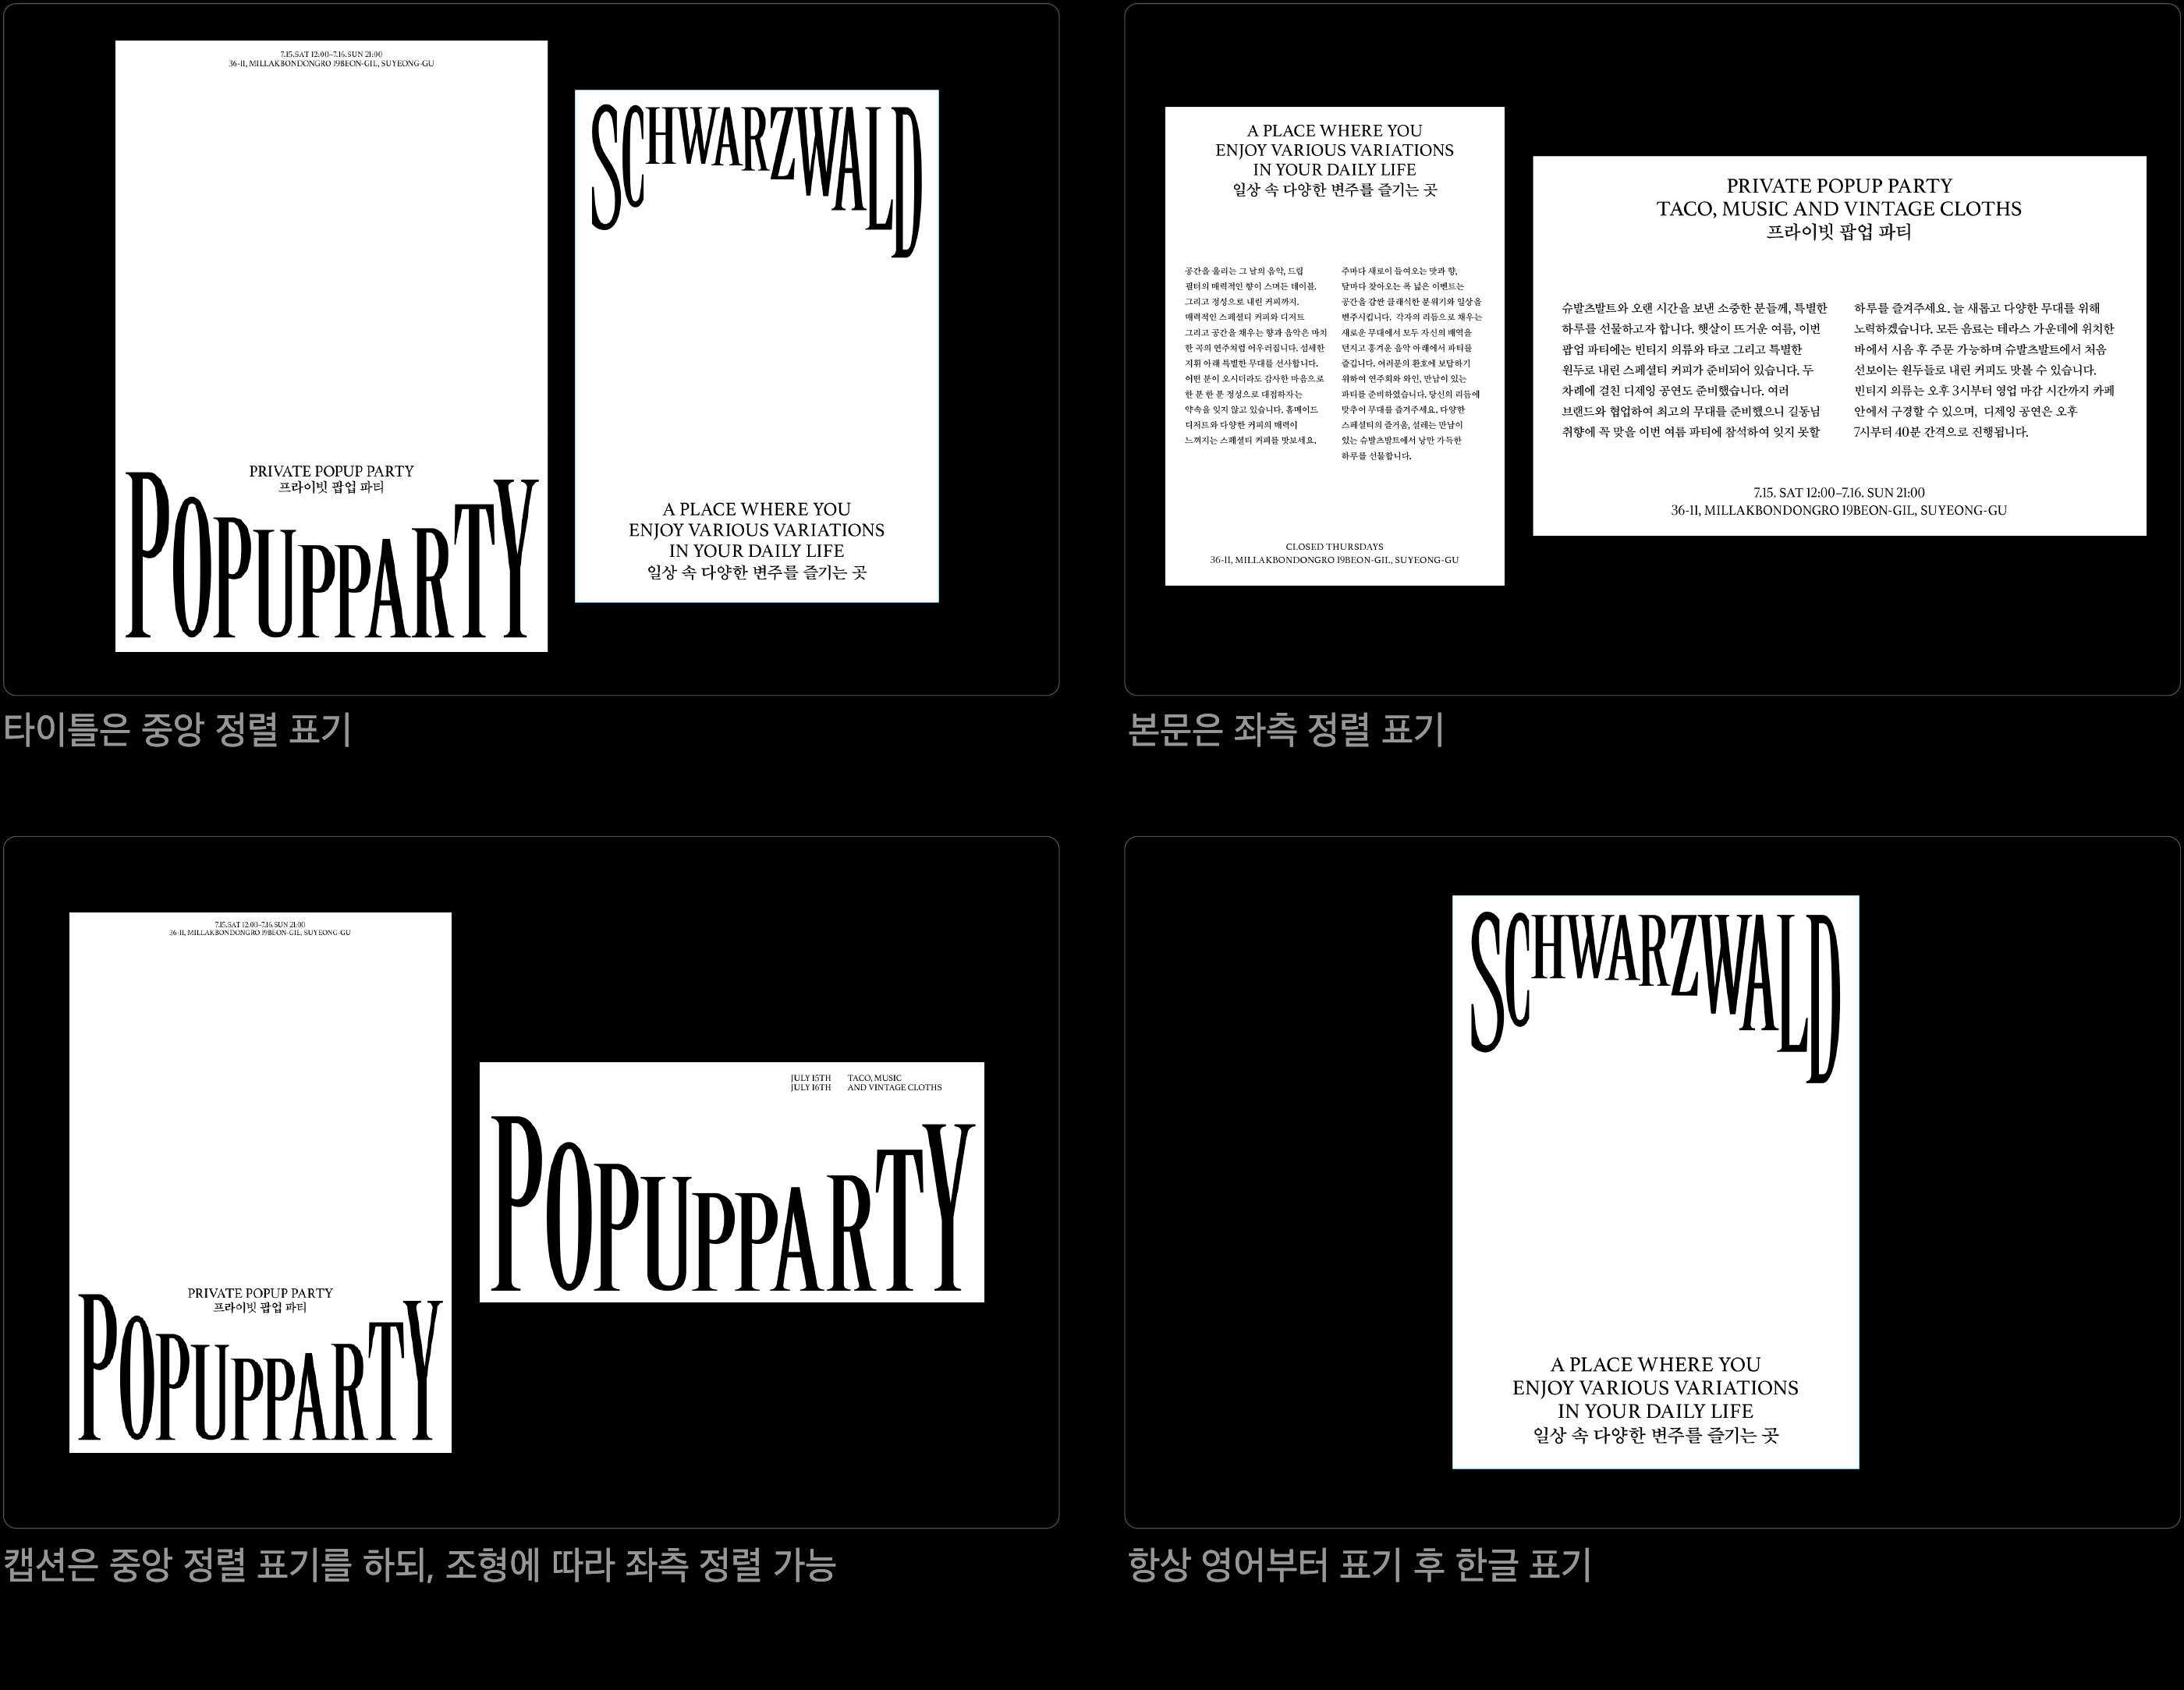 7.15.SAT 12:00–7.16.SUN 21:00
36-11, MILLAKBONDONGRO 19BEON-GIL, SUYEONG-GU
PRIVATE POPUP PARTY
프라이빗 팝업 파티
POPUPPARTY
SCHWARZWALD
A PLACE WHERE YOU
ENJOY VARIOUS VARIATIONS
IN YOUR DAILY LIFE
일상 속 다양한 변주를 즐기는 곳
타이틀은 중앙 정렬 표기
A PLACE WHERE YOU
ENJOY VARIOUS VARIATIONS
IN YOUR DAILY LIFE
일상 속 다양한 변주를 즐기는 곳
공간을 울리는 그 날의 음악, 드립
필터의 매력적인 향이 스며든 테이블.
그리고 정성으로 내린 커피까지.
매력적인 스페셜티 커피와 디저트
그리고 공간을 채우는 향과 음악은 마치
한 곡의 연주처럼 어우러집니다. 섬세한
지휘 아래 특별한 무대를 선사합니다.
어떤 분이 오시더라도 감사한 마음으로
한 분 한 분 정성으로 대접하자는
약속을 잊지 않고 있습니다. 홈메이드
디저트와 다양한 커피의 매력이
느껴지는 스페셜티 커피를 맛보세요.
주마다 새로이 들여오는 맛과 향,
달마다 찾아오는 폭 넓은 이벤트는
공간을 감싼 클래식한 분위기와 일상을
변주시킵니다. 각자의 리듬으로 채우는
새로운 무대에서 모두 자신의 배역을
던지고 흥겨운 음악 아래에서 파티를
즐깁니다. 여러분의 환호에 보답하기
위하여 연주회와 와인, 만남이 있는
파티를 준비하였습니다. 당신의 리듬에
맞추어 무대를 즐겨주세요. 다양한
스페셜티의 즐거움, 설레는 만남이
있는 슈발츠발트에서 낭만 가득한
하루를 선물합니다.
CLOSED THURSDAYS
36-11, MILLAKBONDONGRO 19BEON-GIL, SUYEONG-GU
PRIVATE POPUP PARTY
TACO, MUSIC AND VINTAGE CLOTHS
프라이빗 팝업 파티
슈발츠발트와 오랜 시간을 보낸 소중한 분들께, 특별한
하루를 선물하고자 합니다. 햇살이 뜨거운 여름, 이번
팝업 파티에는 빈티지 의류와 타코 그리고 특별한
원두로 내린 스페셜티 커피가 준비되어 있습니다. 두
차례에 걸친 디제잉 공연도 준비했습니다. 여러
브랜드와 협업하여 최고의 무대를 준비했으니 길동님
취향에 꼭 맞을 이번 여름 파티에 참석하여 잊지 못할
하루를 즐겨주세요. 늘 새롭고 다양한 무대를 위해
노력하겠습니다. 모든 음료는 테라스 가운데에 위치한
바에서 시음 후 주문 가능하며 슈발츠발트에서 처음
선보이는 원두들로 내린 커피도 맛볼 수 있습니다.
빈티지 의류는 오후 3시부터 영업 마감 시간까지 카페
안에서 구경할 수 있으며, 디제잉 공연은 오후
7시부터 40분 간격으로 진행됩니다.
7.15. SAT 12:00–7.16. SUN 21:00
36-11, MILLAKBONDONGRO 19BEON-GIL, SUYEONG-GU
본문은 좌측 정렬 표기
7.15.SAT 12:00–7.16.SUN 21:00
36-11, MILLAKBONDONGRO 19BEON-GIL, SUYEONG-GU
PRIVATE POPUP PARTY
프라이빗 팝업 파티
POPUPPARTY
JULY 15TH TACO, MUSIC
JULY 16TH AND VINTAGE CLOTHS
POPUPPARTY
캡션은 중앙 정렬 표기를 하되, 조형에 따라 좌측 정렬 가능
SCHWARZWALD
A PLACE WHERE YOU
ENJOY VARIOUS VARIATIONS
IN YOUR DAILY LIFE
일상 속 다양한 변주를 즐기는 곳
항상 영어부터 표기 후 한글 표기